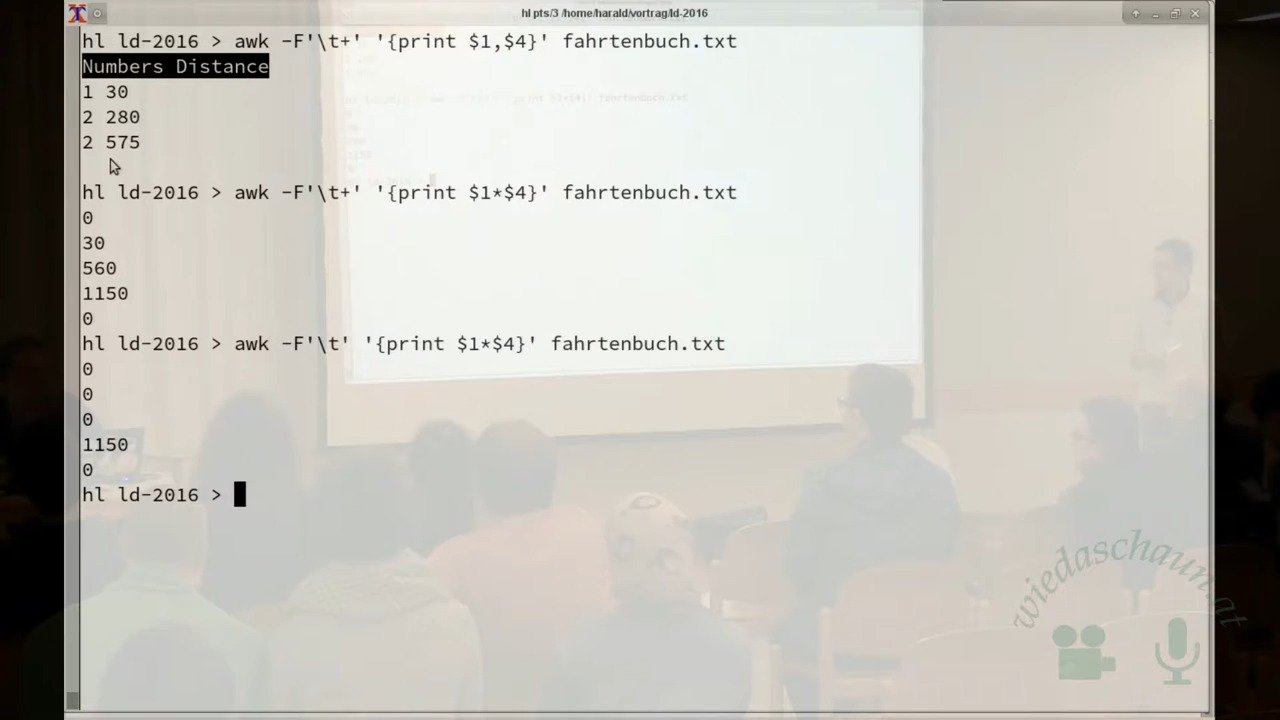 hl pts/3 /home/harald/vortrag/ld-2016
hl ld-2016 > awk -F'\t+' '{print $1,$4}' fahrtenbuch.txt
Numbers Distance
1 30
2 280
2 575
hl ld-2016 > awk -F'\t+' '{print $1*$4}' fahrtenbuch.txt
0
30
560
1150
0
hl ld-2016 > awk -F'\t' '{print $1*$4}' fahrtenbuch.txt
0
0
0
1150
0
hl ld-2016 >
wiedaschaun.at